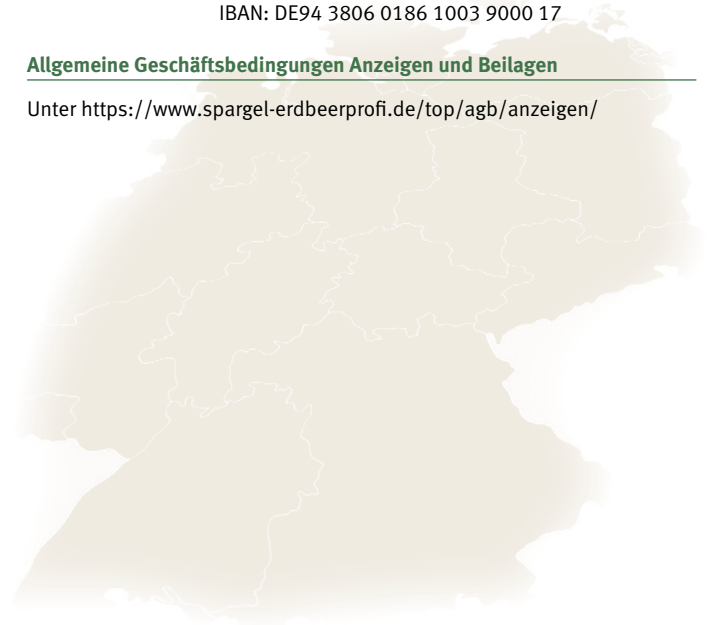 IBAN: DE94 3806 0186 1003 9000 17
Allgemeine Geschäftsbedingungen Anzeigen und Beilagen
Unter https://www.spargel-erdbeerprofi.de/top/agb/anzeigen/